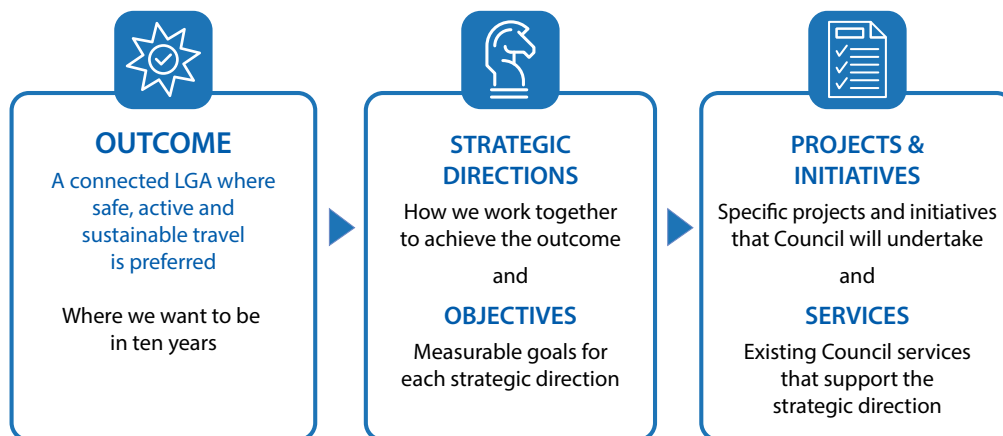 OUTCOME
A connected LGA where
safe, active and
sustainable travel
is preferred
Where we want to be
in ten years
STRATEGIC
DIRECTIONS
How we work together
to achieve the outcome
and
OBJECTIVES
Measurable goals for
each strategic direction
PROJECTS &
INITIATIVES
Specific projects and initiatives
that Council will undertake
and
SERVICES
Existing Council services
that support the
strategic direction